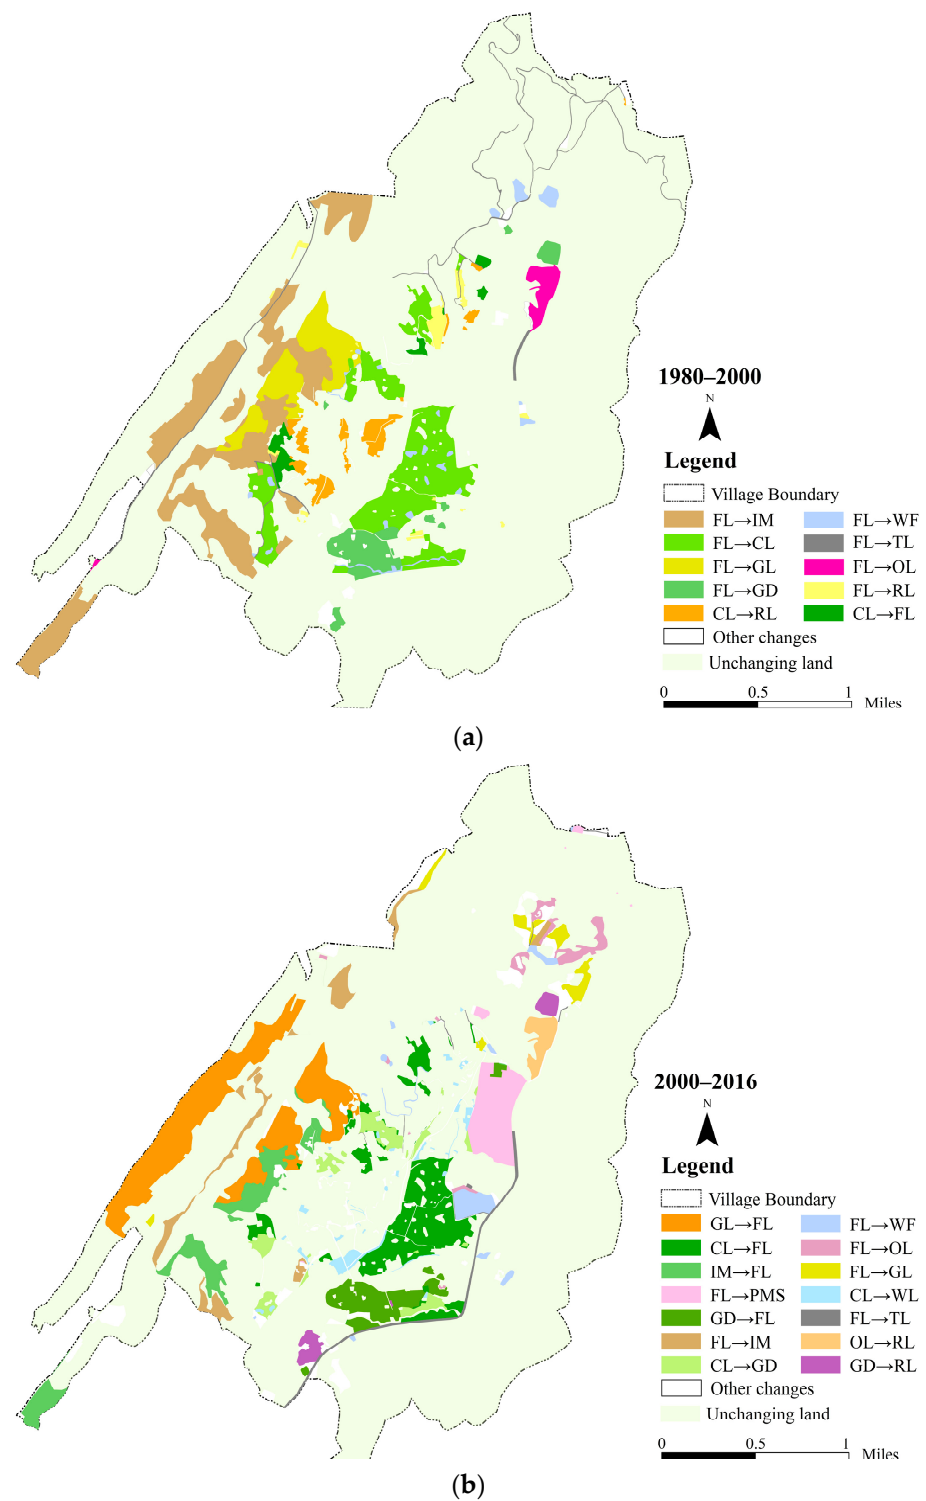 1980–2000
N
Legend
Village Boundary
FL→IM FL→WF
FL→CL FL→TL
FL→GL FL→OL
FL→GD FL→RL
CL→RL CL→FL
Other changes
Unchanging land
0 0.5 1
Miles
(a)
2000–2016
N
Legend
Village Boundary
GL→FL FL→WF
CL→FL FL→OL
IM→FL FL→GL
FL→PMS CL→WL
GD→FL FL→TL
FL→IM OL→RL
CL→GD GD→RL
Other changes
Unchanging land
0 0.5 1
Miles
(b)